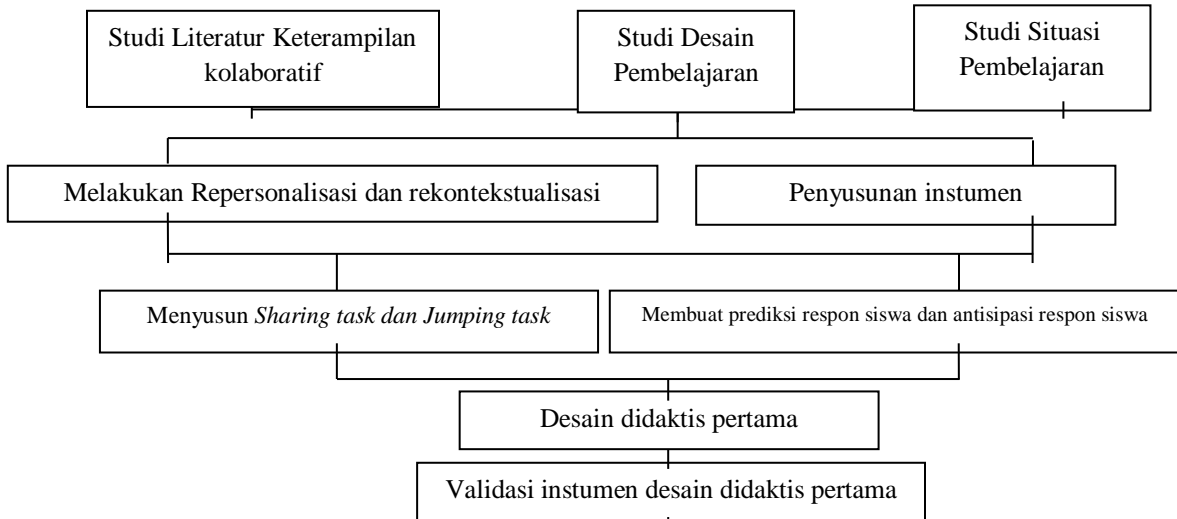 Studi Literatur Keterampilan
kolaboratif
Studi Desain
Pembelajaran
Studi Situasi
Pembelajaran
Melakukan Repersonalisasi dan rekontekstualisasi
Penyusunan instumen
Menyusun Sharing task dan Jumping task
Membuat prediksi respon siswa dan antisipasi respon siswa
Desain didaktis pertama
Validasi instumen desain didaktis pertama